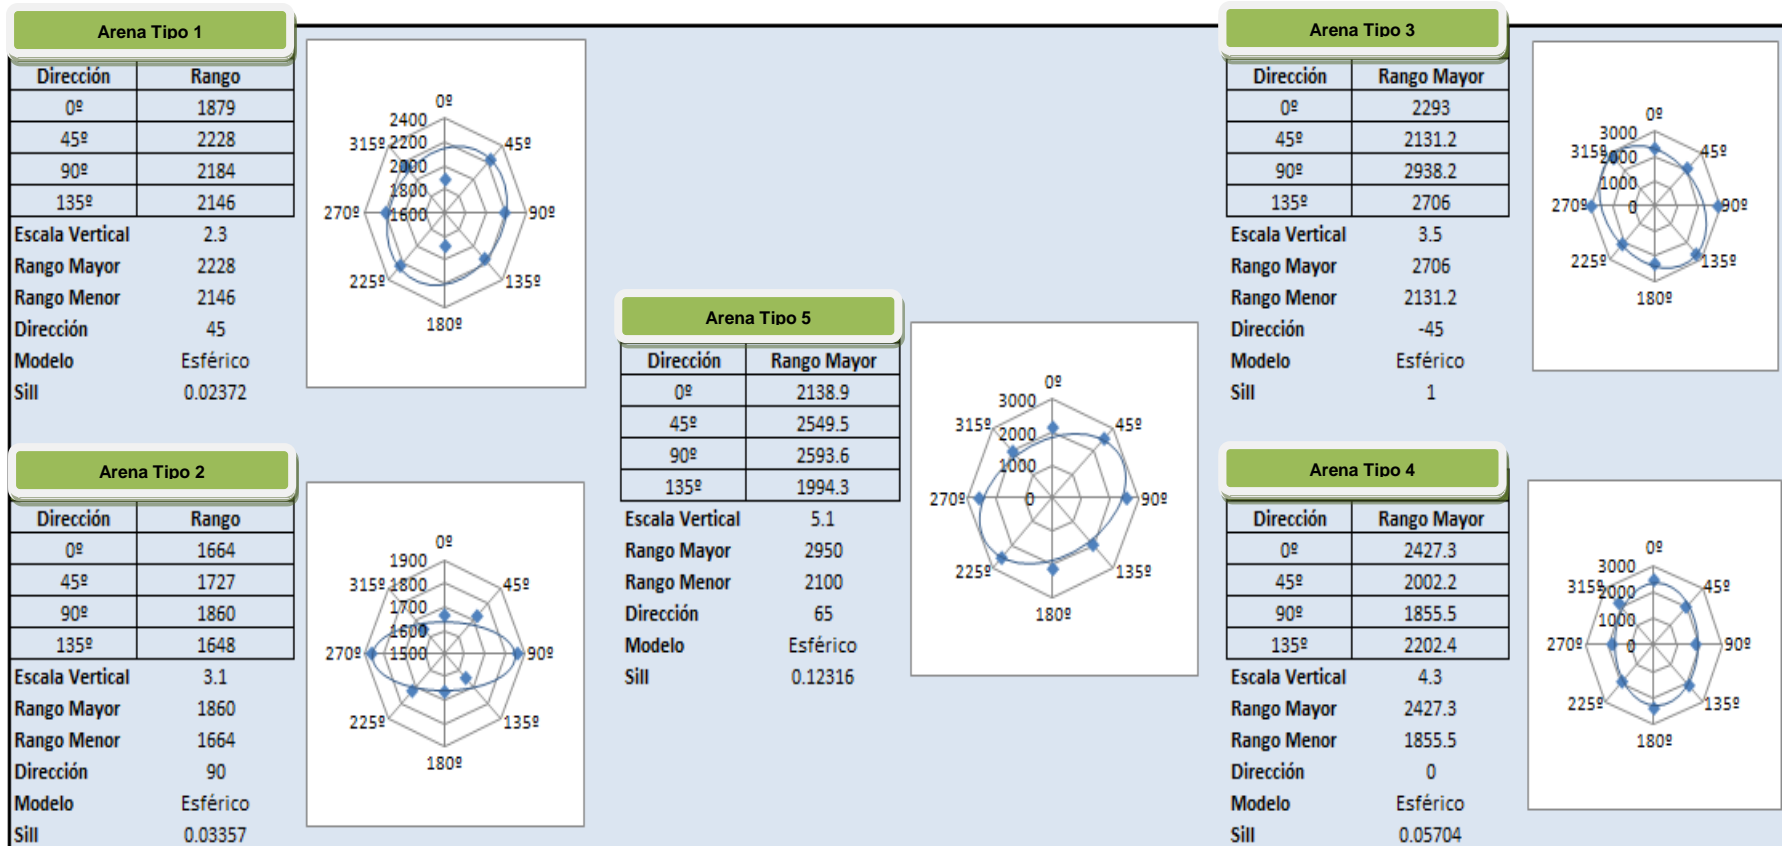 Arena Tipo 1
Dirección Rango
0º 1879
45º 2228
90º 2184
135º 2146
Escala Vertical 2.3
Rango Mayor 2228
Rango Menor 2146
Dirección 45
Modelo Esférico
Sill 0.02372
0º
2400
315º 2200 45º
2000
1800
270º 1600 90º
225º 135º
180º
Arena Tipo 2
Dirección Rango
0º 1664
45º 1727
90º 1860
135º 1648
Escala Vertical 3.1
Rango Mayor 1860
Rango Menor 1664
Dirección 90
Modelo Esférico
Sill 0.03357
0º
1900
315º 1800 45º
1700
1600
270º 1500 90º
225º 135º
180º
Arena Tipo 5
Dirección Rango Mayor
0º 2138.9
45º 2549.5
90º 2593.6
135º 1994.3
Escala Vertical 5.1
Rango Mayor 2950
Rango Menor 2100
Dirección 65
Modelo Esférico
Sill 0.12316
0º
3000
315º 2000 45º
1000
270º 0 90º
225º 135º
180º
Arena Tipo 3
Dirección Rango Mayor
0º 2293
45º 2131.2
90º 2938.2
135º 2706
Escala Vertical 3.5
Rango Mayor 2706
Rango Menor 2131.2
Dirección -45
Modelo Esférico
Sill 1
0º
3000
315º 2000 45º
1000
270º 0 90º
225º 135º
180º
Arena Tipo 4
Dirección Rango Mayor
0º 2427.3
45º 2002.2
90º 1855.5
135º 2202.4
Escala Vertical 4.3
Rango Mayor 2427.3
Rango Menor 1855.5
Dirección 0
Modelo Esférico
Sill 0.05704
0º
3000
315º 2000 45º
1000
270º 0 90º
225º 135º
180º